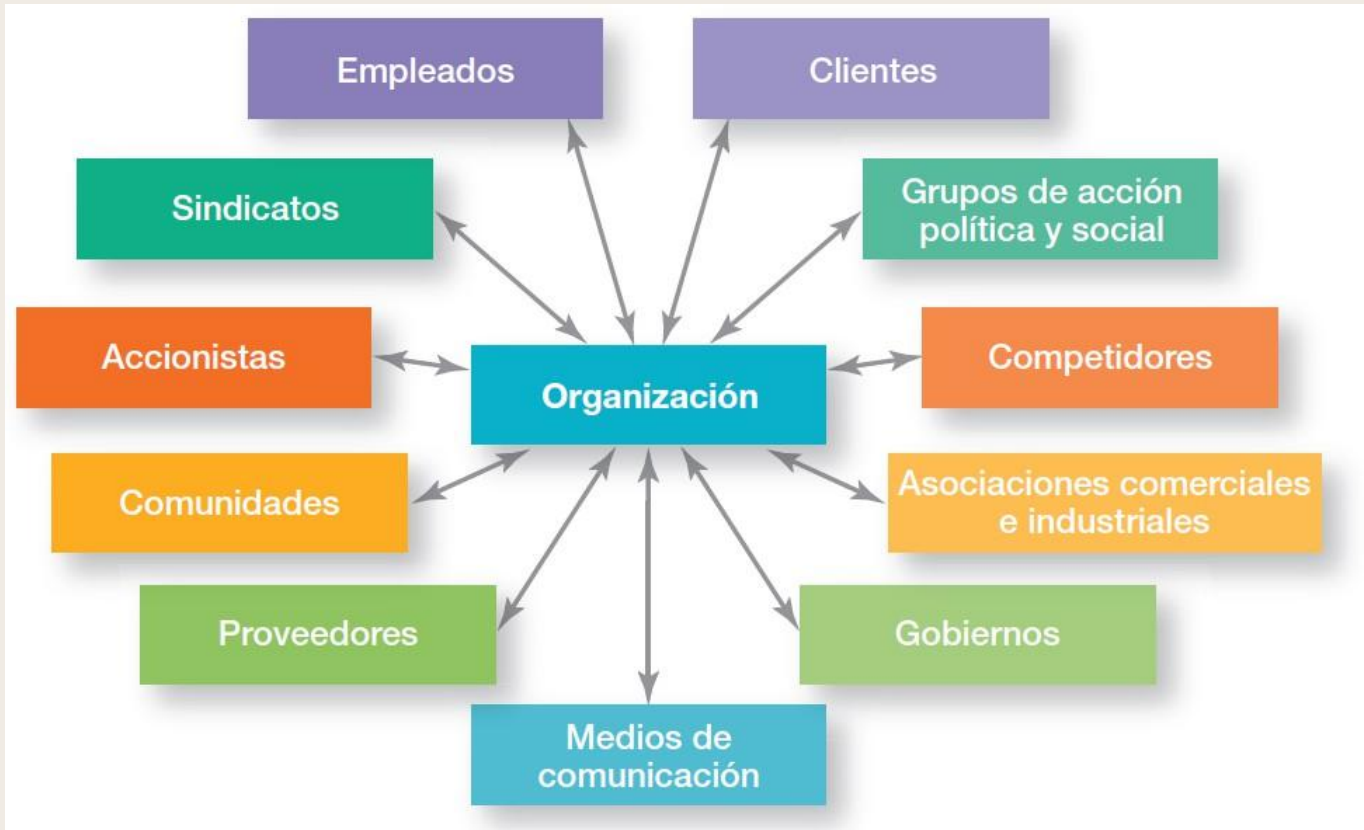 Empleados
Clientes
Sindicatos
Grupos de acción
política y social
Accionistas
Competidores
Organización
Comunidades
Asociaciones comerciales
e industriales
Proveedores
Gobiernos
Medios de
comunicación